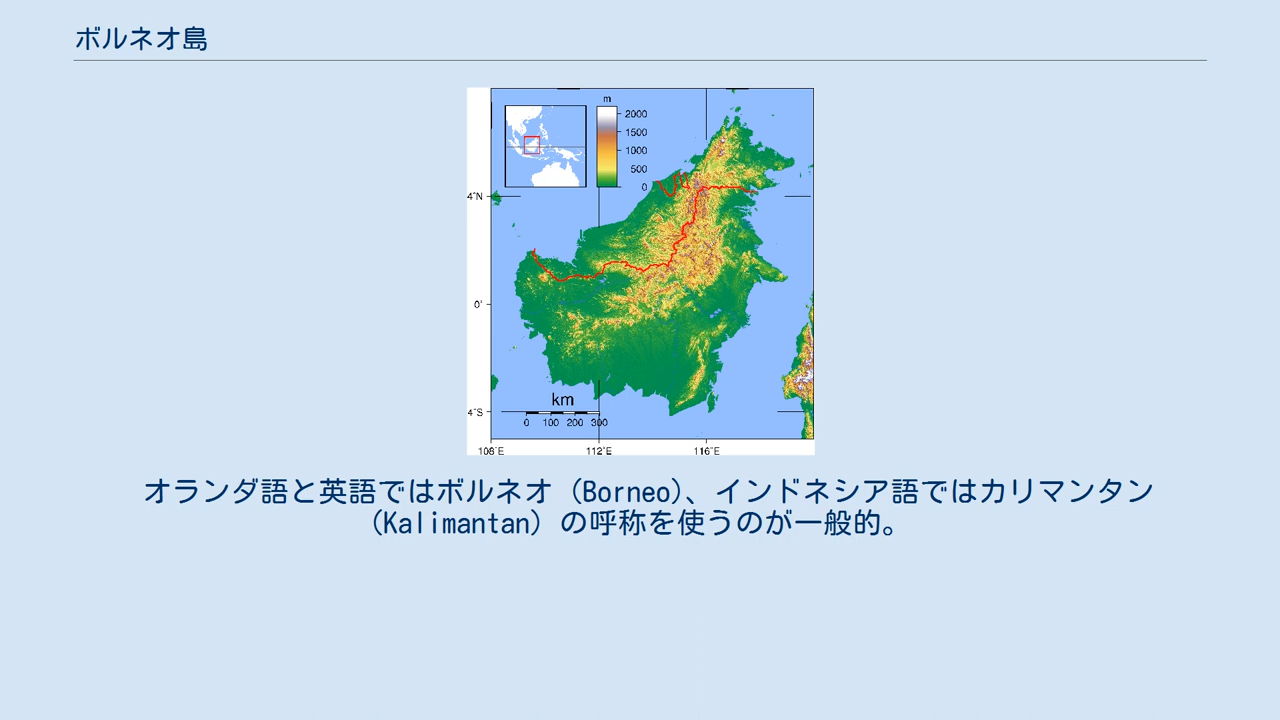 ボルネオ島
m
2000
1500
1000
500
0
4°N
0°
4°S
km
0 100 200 300
108°E 112°E 116°E
オランダ語と英語ではボルネオ（Borneo）、インドネシア語ではカリマンタン
（Kalimantan）の呼称を使うのが一般的。